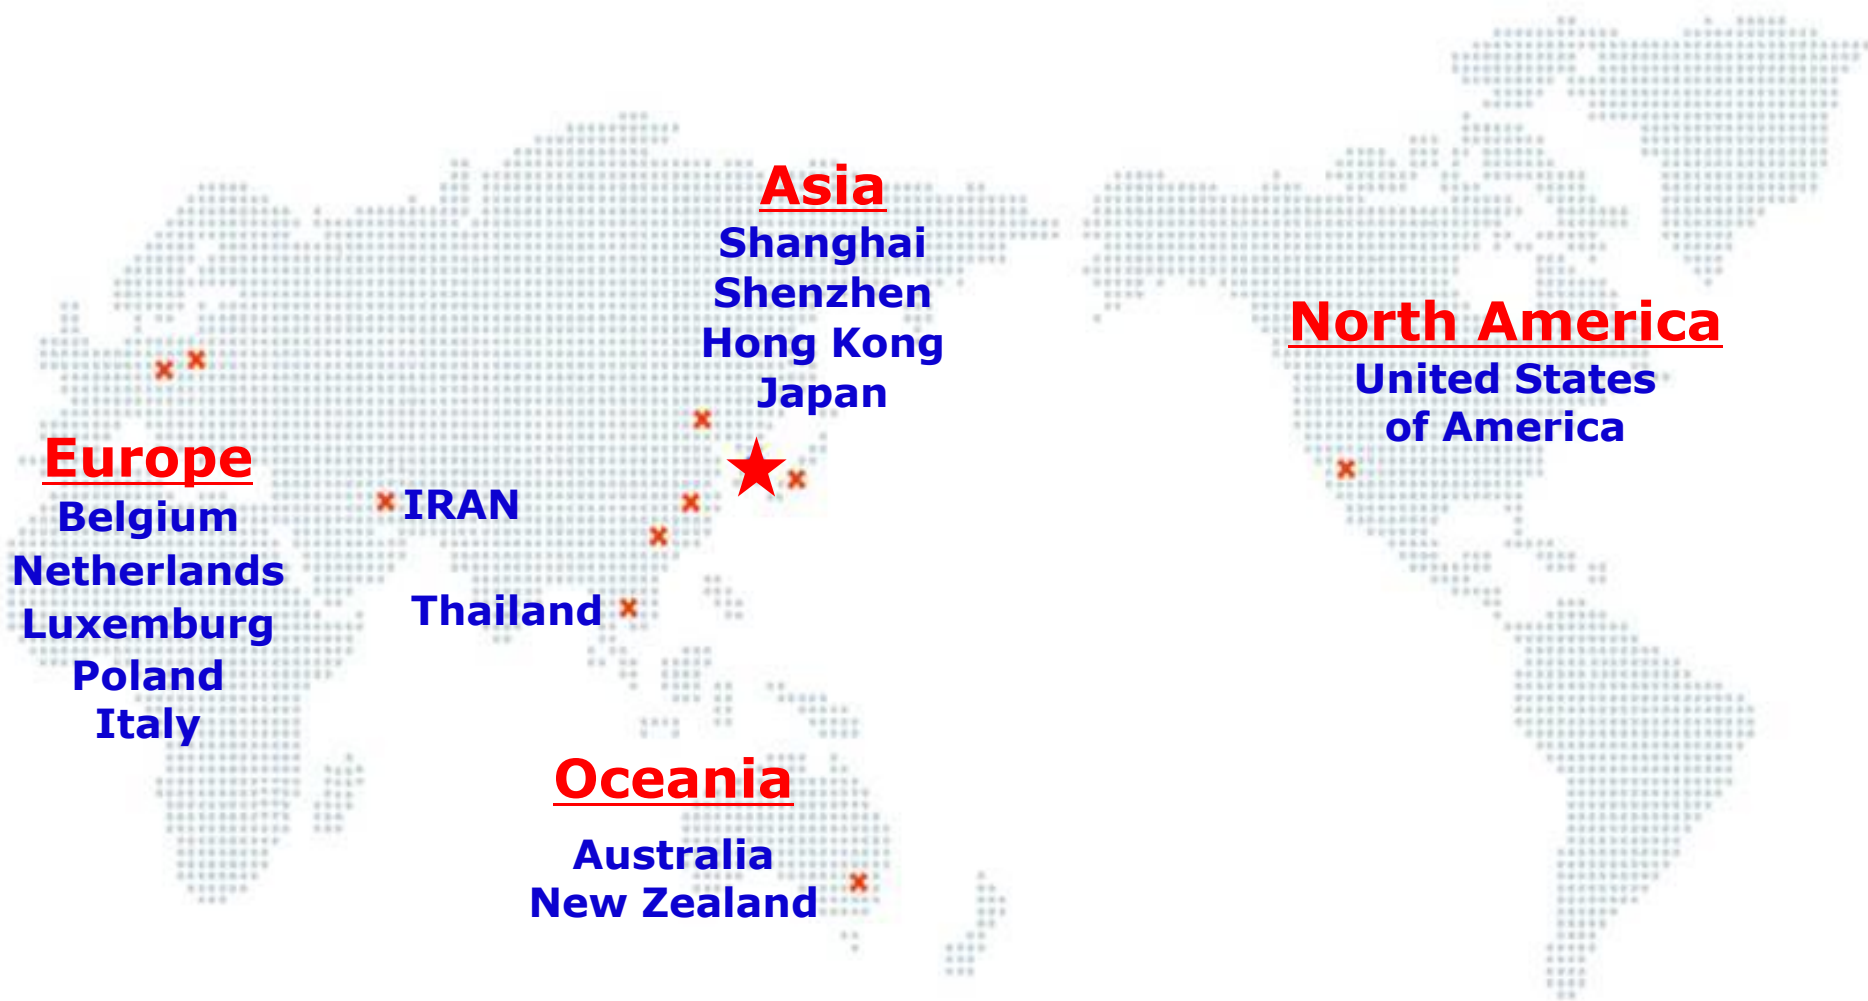 Asia
Shanghai
Shenzhen
Hong Kong
Japan
North America
United States
of America
Europe
Belgium
Netherlands
Luxemburg
Poland
Italy
IRAN
Thailand
Oceania
Australia
New Zealand